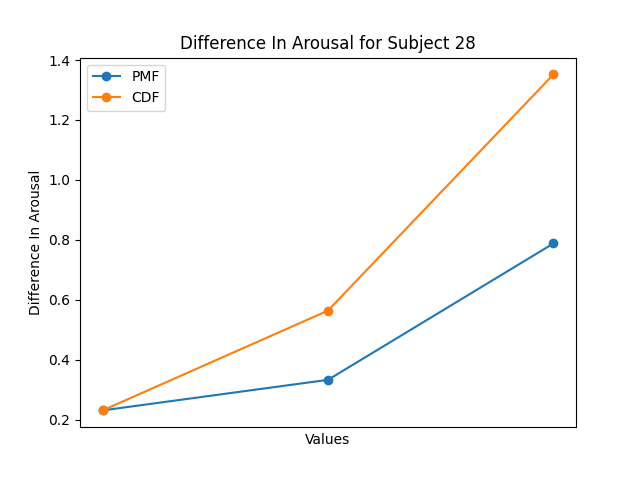 Difference In Arousal for Subject 28
PMF
CDF
1.4
1.2
1.0
0.8
0.6
0.4
0.2
Difference In Arousal
Values